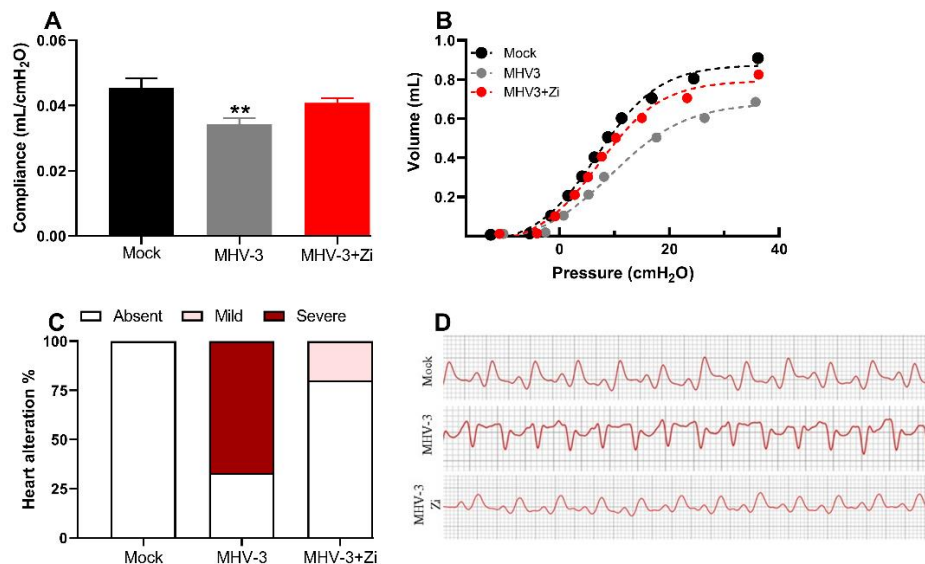 A
Compliance (mL/cmH₂O)
0.06
0.04
0.02
0.00
**
Mock
MHV-3
MHV-3+Zi
B
Volume (mL)
1.0
0.8
0.6
0.4
0.2
Mock
MHV3
MHV3+Zi
0
20
40
Pressure (cmH₂O)
C
Absent
Mild
Severe
Heart alteration %
100
75
50
25
0
Mock
MHV-3
MHV-3+Zi
D
Mock
MHV-3
MHV-3
Zi